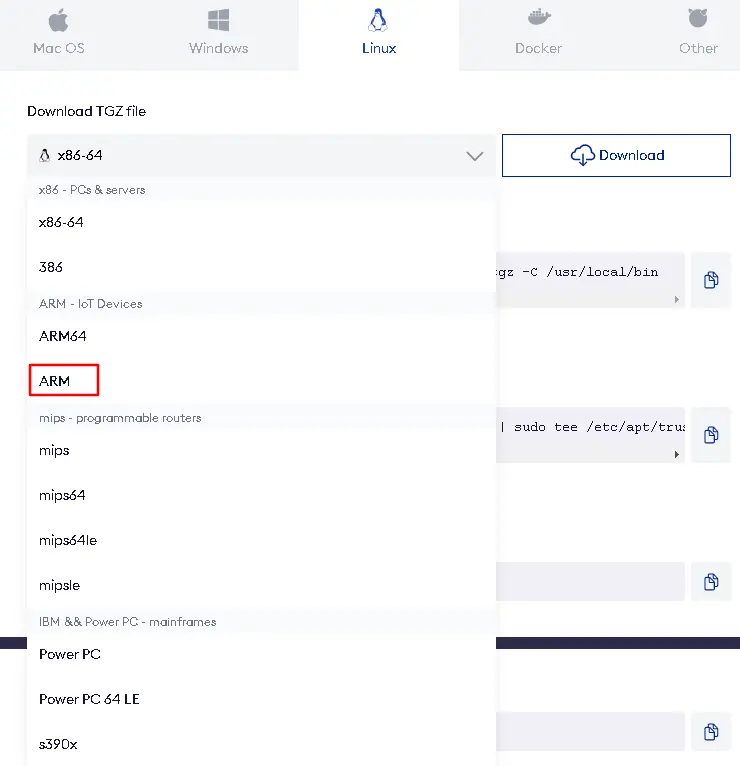 Mac OS
Windows
Linux
Docker
Other
Download TGZ file
x86-64
Download
x86 - PCs & servers
x86-64
386
gz -C /usr/local/bin
ARM - IoT Devices
ARM64
ARM
mips - programmable routers
| sudo tee /etc/apt/trus
mips
mips64
mips64le
mipsle
IBM && Power PC - mainframes
Power PC
Power PC 64 LE
s390x